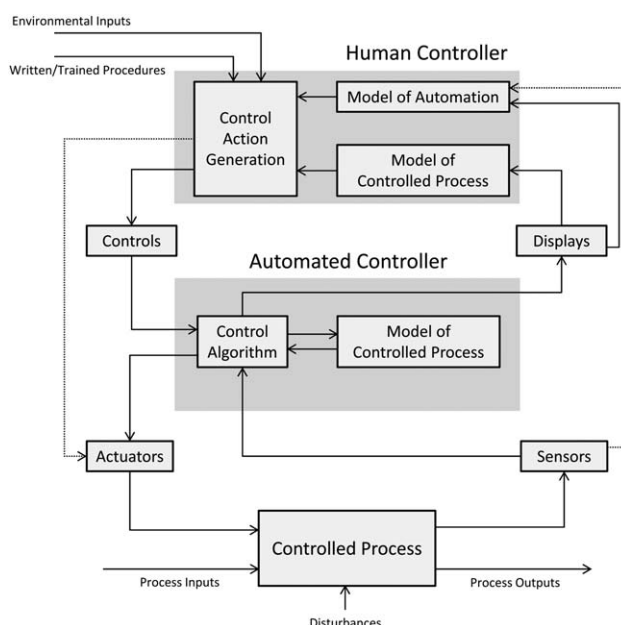 Environmental Inputs
Written/Trained Procedures
Human Controller
Control
Action
Generation
Model of Automation
Model of
Controlled Process
Controls
Displays
Automated Controller
Control
Algorithm
Model of
Controlled Process
Actuators
Sensors
Controlled Process
Process Inputs
Process Outputs
Disturbances